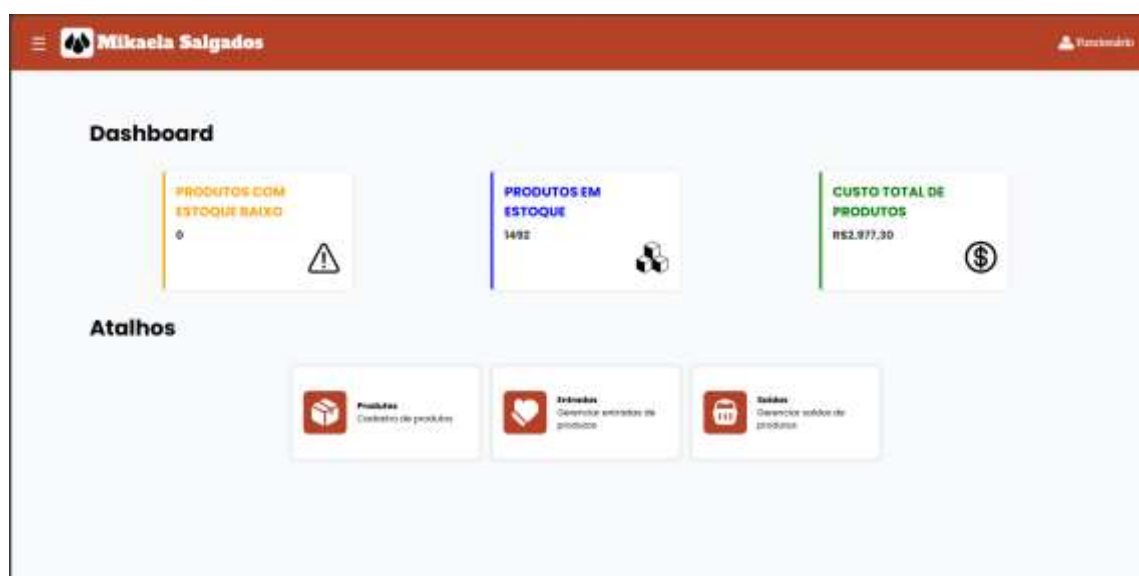 Mikaela Salgados
Funcionário
Dashboard
PRODUTOS COM
ESTOQUE BAIXO
0
PRODUTOS EM
ESTOQUE
1492
CUSTO TOTAL DE
PRODUTOS
R$2.977,30
Atalhos
Produtos
Cadastro de produtos
Entradas
Gerenciar entradas de
produtos
Saídas
Gerenciar saídas de
produtos